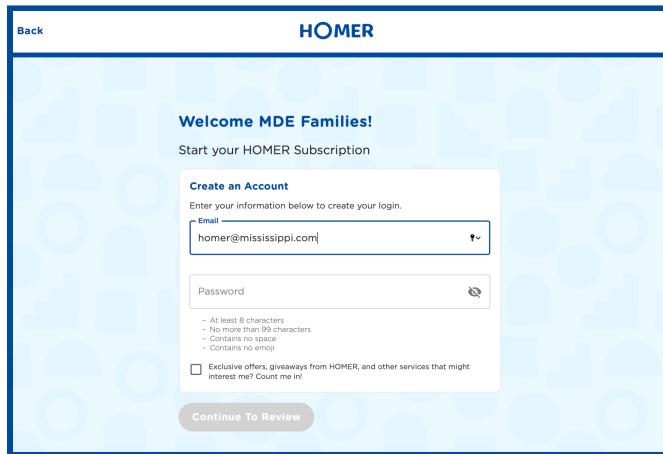 Back
HOMER
Welcome MDE Families!
Start your HOMER Subscription
Create an Account
Enter your information below to create your login.
Email
homer@mississippi.com
Password
- At least 8 characters
- No more than 99 characters
- Contains no space
- Contains no emoji
Exclusive offers, giveaways from HOMER, and other services that might
interest me? Count me in!
Continue To Review